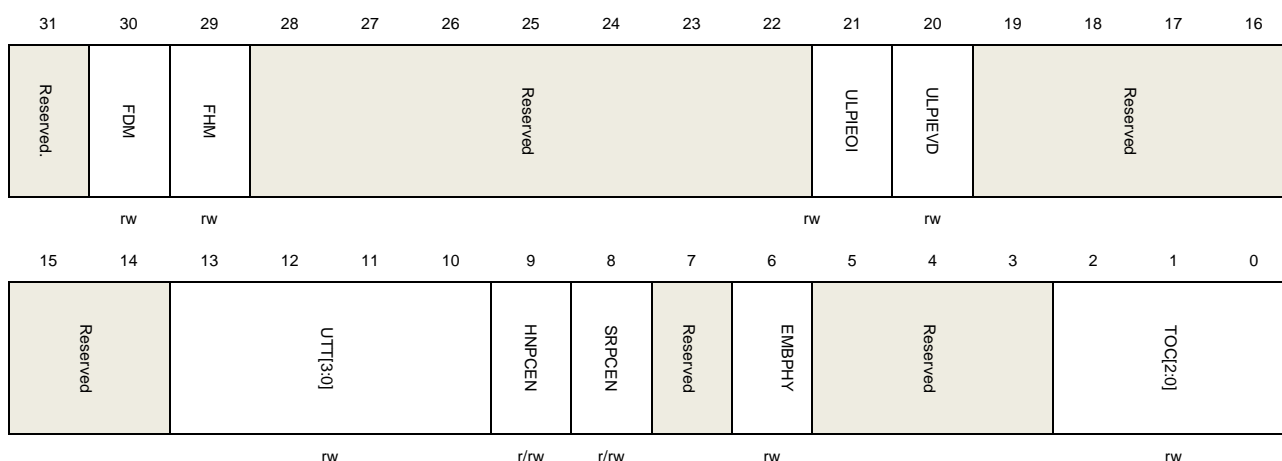 31 30 29 28 27 26 25 24 23 22 21 20 19 18 17 16
Reserved. FDM FHM Reserved ULPIEOI ULPIEVD Reserved
rw rw rw rw
15 14 13 12 11 10 9 8 7 6 5 4 3 2 1 0
Reserved UTT[3:0] HNPCEN SRPCEN Reserved EMBPHY Reserved TOC[2:0]
rw r/rw r/rw rw rw